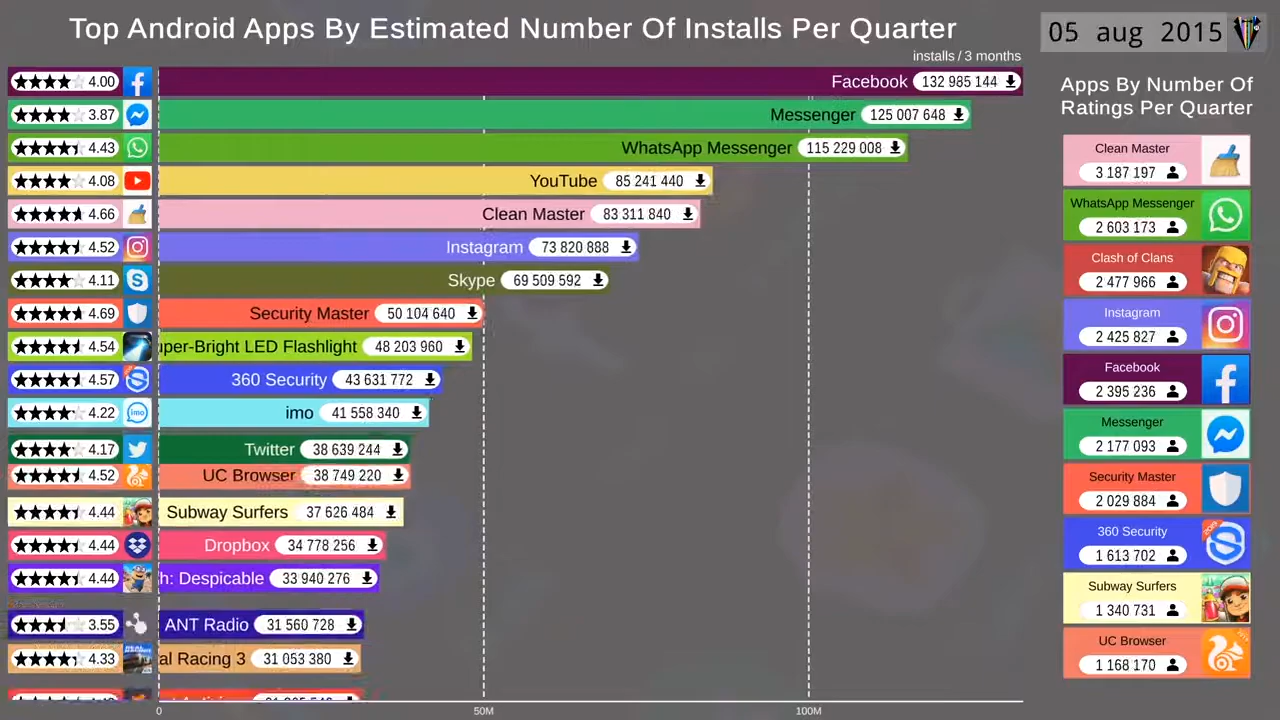 Top Android Apps By Estimated Number Of Installs Per Quarter
05 aug 2015
installs / 3 months
4.00 Facebook 132 985 144
3.87 Messenger 125 007 648
4.43 WhatsApp Messenger 115 229 008
4.08 YouTube 85 241 440
4.66 Clean Master 83 311 840
4.52 Instagram 73 820 888
4.11 Skype 69 509 592
4.69 Security Master 50 104 640
4.54 uper-Bright LED Flashlight 48 203 960
4.57 360 Security 43 631 772
4.22 imo imo 41 558 340
4.17 Twitter 38 639 244
4.52 UC Browser 38 749 220
4.44 Subway Surfers 37 626 484
4.44 Dropbox 34 778 256
4.44 h: Despicable 33 940 276
3.55 ANT Radio 31 560 728
4.33 al Racing 3 31 053 380
0 50M 100M
Apps By Number Of
Ratings Per Quarter
Clean Master
3 187 197
WhatsApp Messenger
2 603 173
Clash of Clans
2 477 966
Instagram
2 425 827
Facebook
2 395 236
Messenger
2 177 093
Security Master
2 029 884
360 Security
1 613 702
Subway Surfers
1 340 731
UC Browser
1 168 170